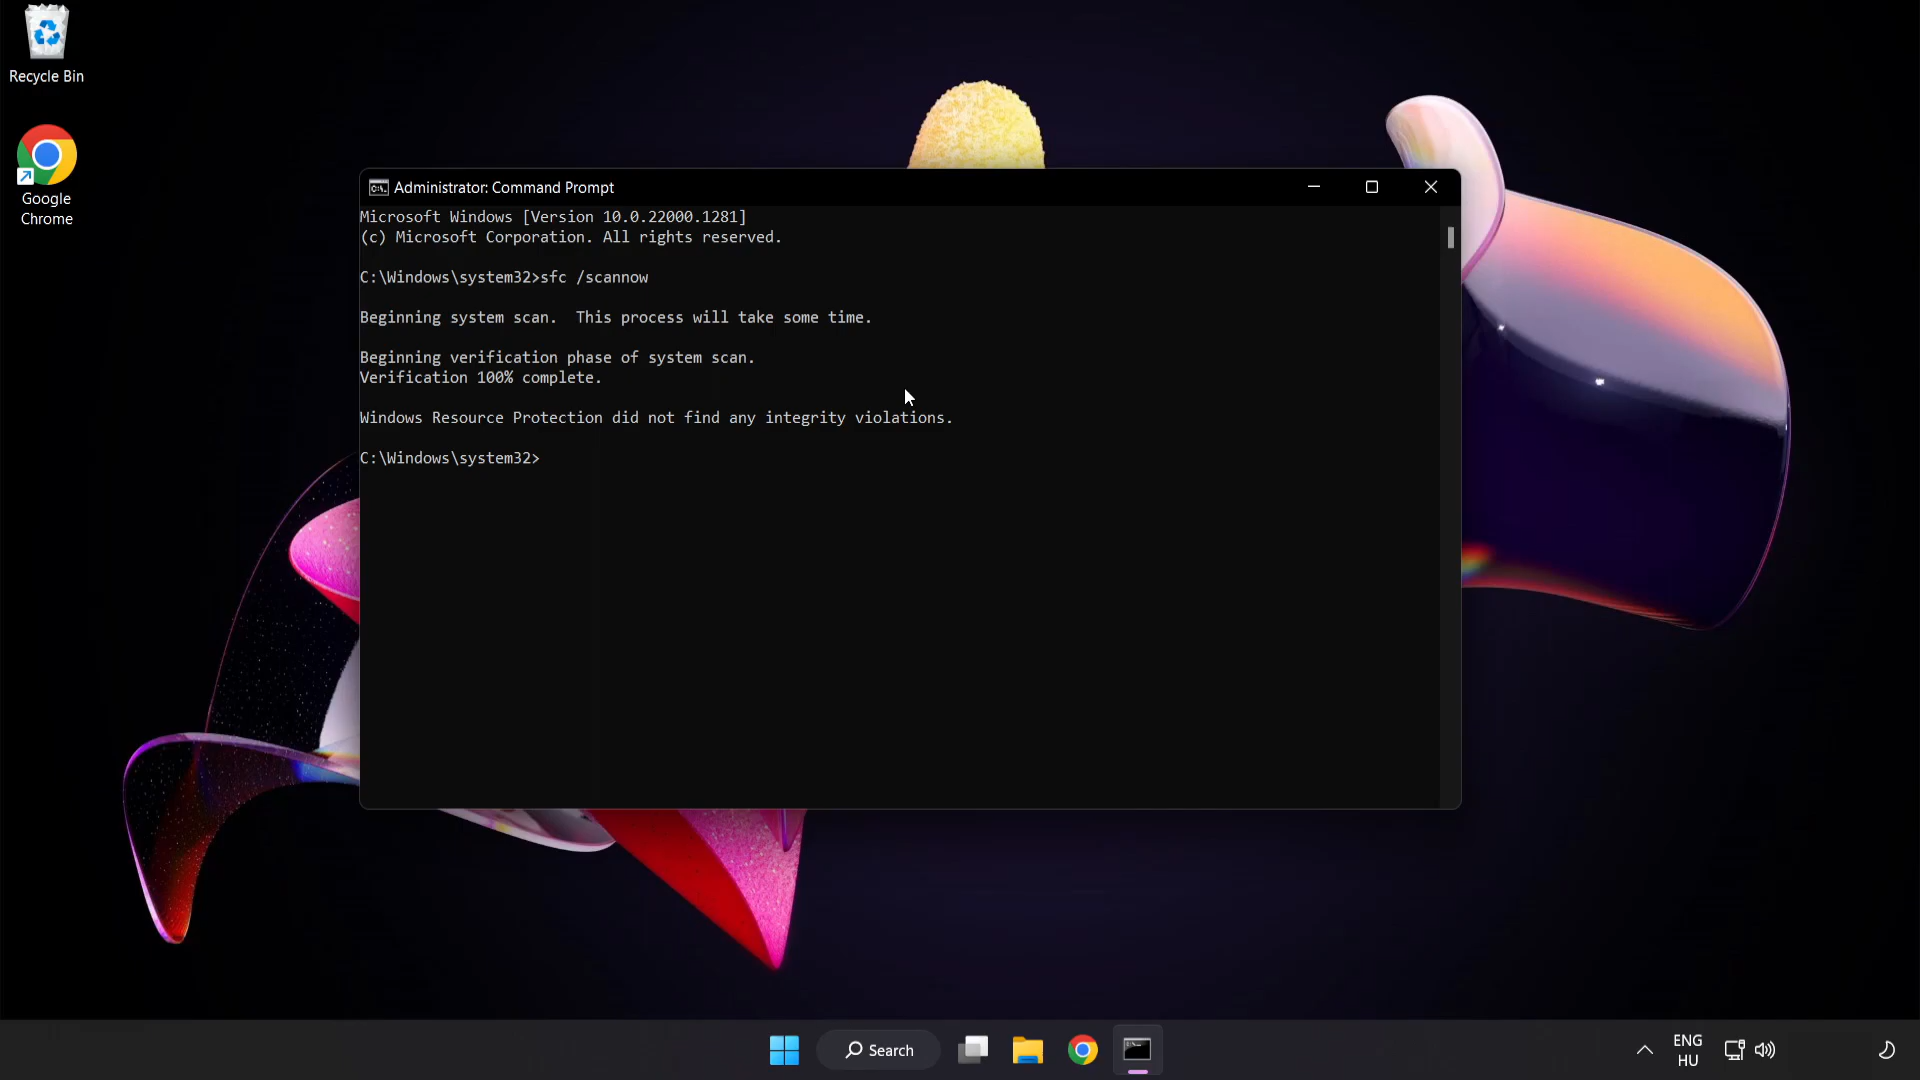 Recycle Bin
Google
Chrome
Administrator: Command Prompt
Microsoft Windows [Version 10.0.22000.1281]
(c) Microsoft Corporation. All rights reserved.
C:\Windows\system32>sfc /scannow
Beginning system scan.  This process will take some time.
Beginning verification phase of system scan.
Verification 100% complete.
Windows Resource Protection did not find any integrity violations.
C:\Windows\system32>
Search
ENG
HU